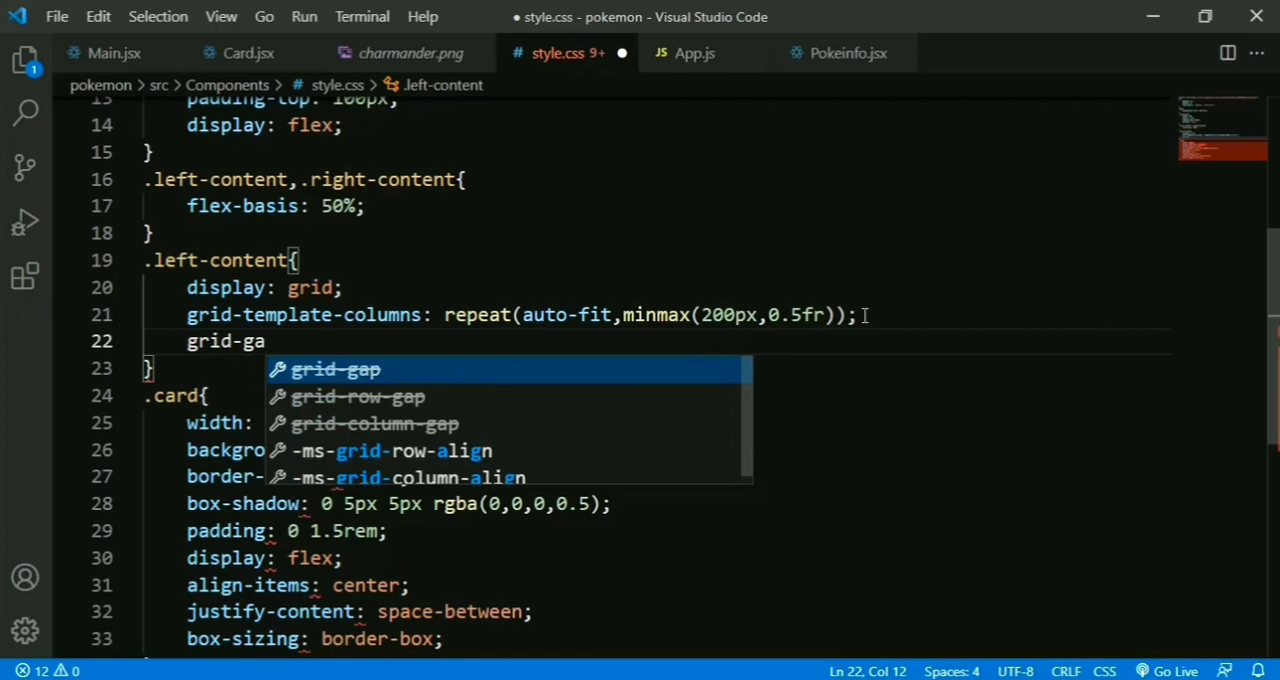 File Edit Selection View Go Run Terminal Help ● style.css - pokemon - Visual Studio Code
Main.jsx Card.jsx charmander.png # style.css 9+ ● JS App.js Pokeinfo.jsx
1
pokemon > src > Components > # style.css > .left-content
13 padding-top: 100px;
14 display: flex;
15 }
16 .left-content,.right-content{
17 flex-basis: 50%;
18 }
19 .left-content{
20 display: grid;
21 grid-template-columns: repeat(auto-fit,minmax(200px,0.5fr));
22 grid-ga
23 }
grid-gap
24 .card{
grid-row-gap
25 width:
grid-column-gap
26 backgro
-ms-grid-row-align
27 border-
-ms-grid-column-align
28 box-shadow: 0 5px 5px rgba(0,0,0,0.5);
29 padding: 0 1.5rem;
30 display: flex;
31 align-items: center;
32 justify-content: space-between;
33 box-sizing: border-box;
12 0 Ln 22, Col 12 Spaces: 4 UTF-8 CRLF CSS Go Live